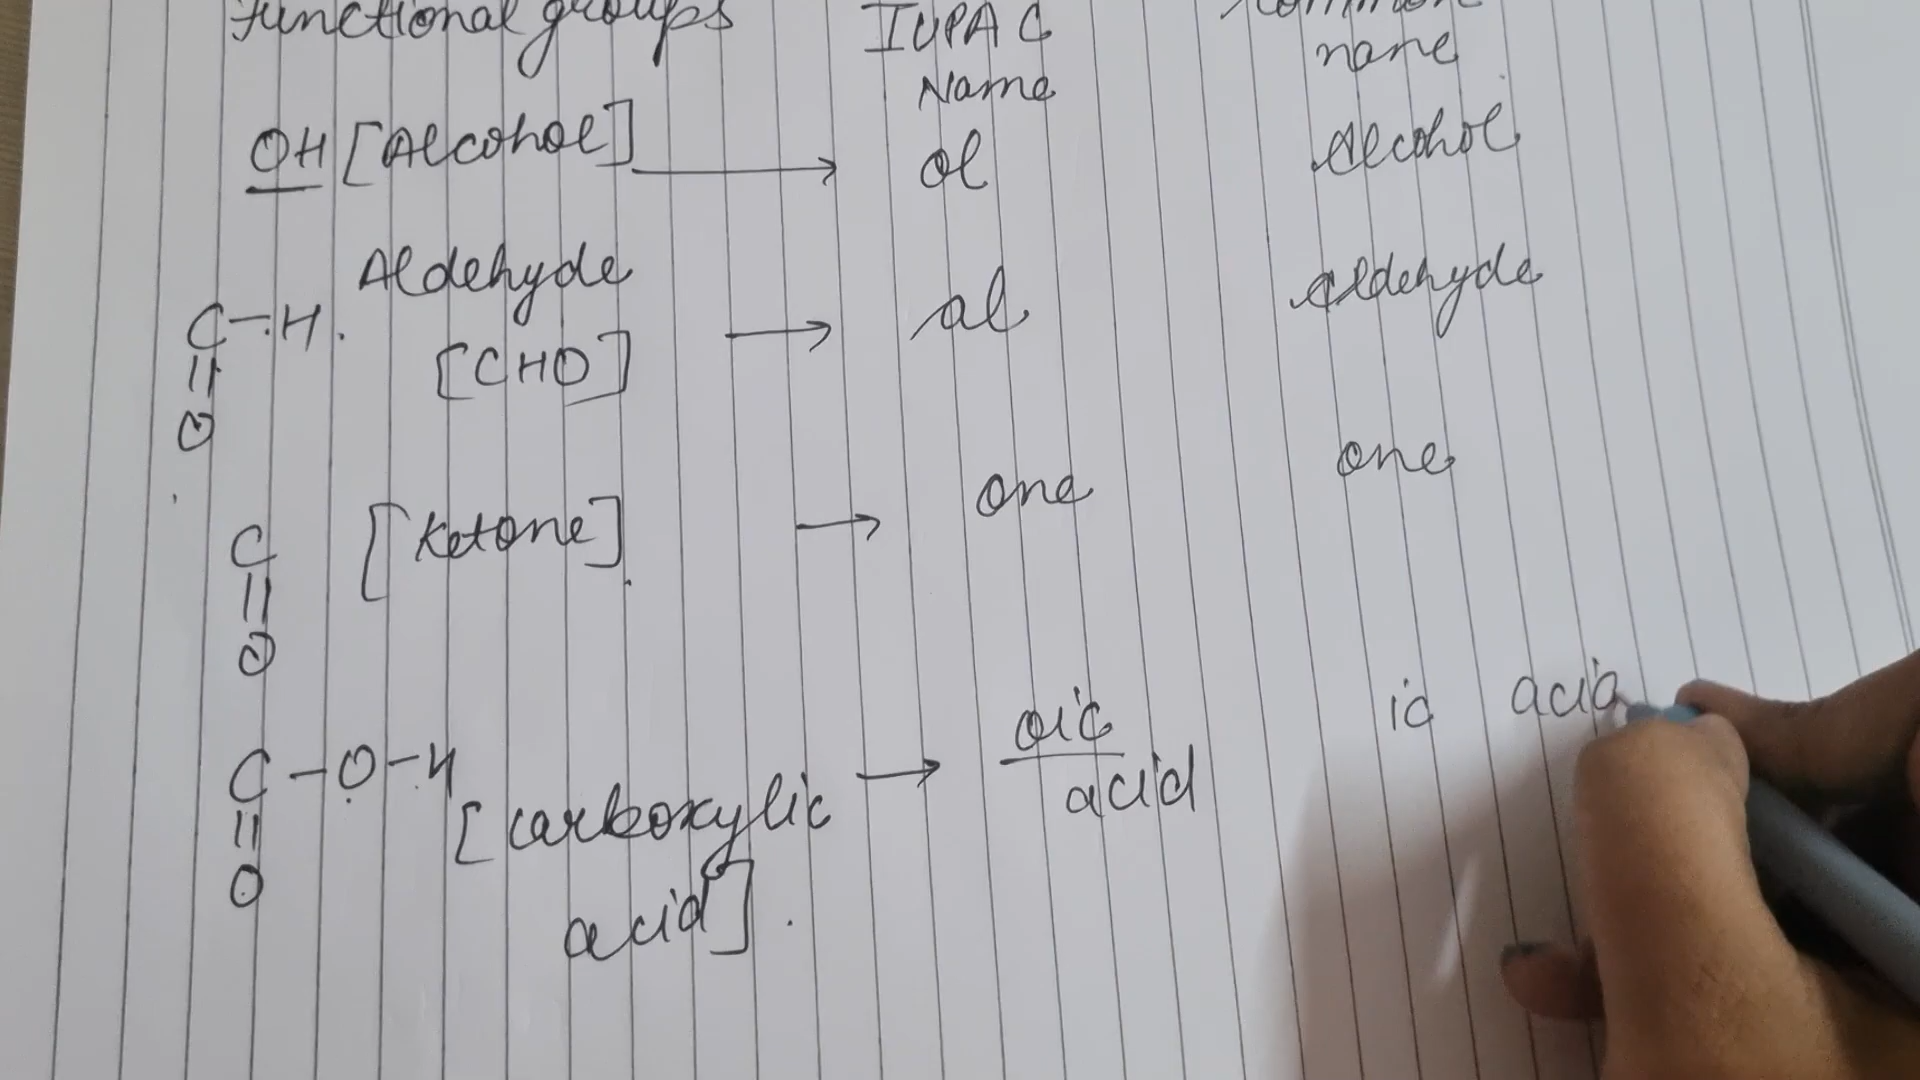 Functional groups IUPAC common
Name name
OH [Alcohol] → ol Alcohol
Aldehyde
C-H. → al aldehyde
[CHO]
||
O
C [Ketone] → one one
||
O
C-O-H → oic ic acid
[carboxylic acid
||
O
acid].